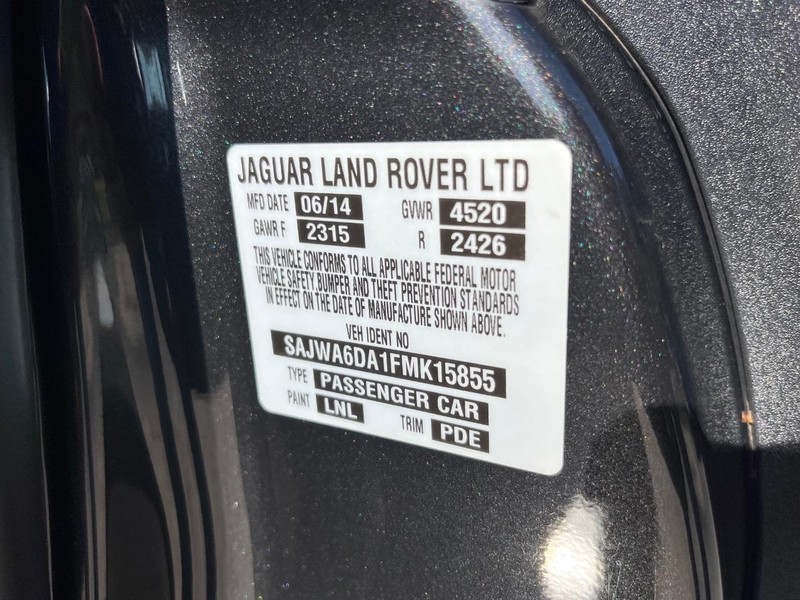 JAGUAR LAND ROVER LTD
MFD DATE 06/14 GVWR 4520
GAWR F 2315 R 2426
THIS VEHICLE CONFORMS TO ALL APPLICABLE FEDERAL MOTOR
VEHICLE SAFETY, BUMPER AND THEFT PREVENTION STANDARDS
IN EFFECT ON THE DATE OF MANUFACTURE SHOWN ABOVE.
VEH IDENT NO
SAJWA6DA1FMK15855
TYPE PASSENGER CAR
PAINT LNL TRIM PDE